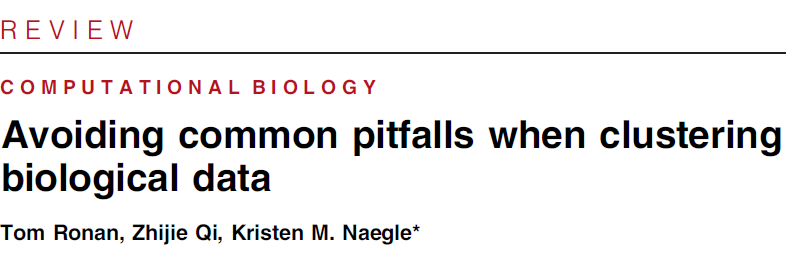 REVIEW
COMPUTATIONAL BIOLOGY
Avoiding common pitfalls when clustering
biological data
Tom Ronan, Zhijie Qi, Kristen M. Naegle*